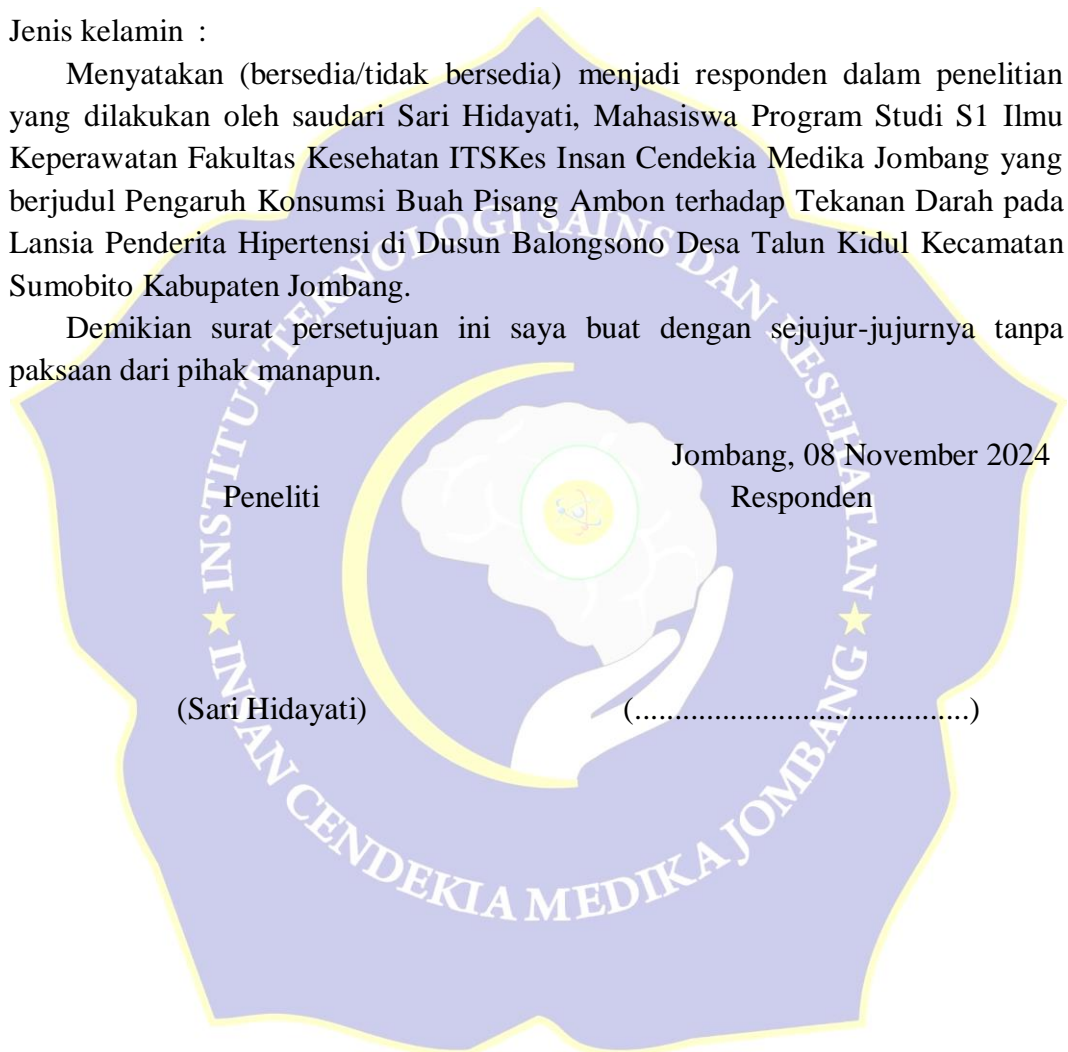 Jenis kelamin :
Menyatakan (bersedia/tidak bersedia) menjadi responden dalam penelitian
yang dilakukan oleh saudari Sari Hidayati, Mahasiswa Program Studi S1 Ilmu
Keperawatan Fakultas Kesehatan ITSKes Insan Cendekia Medika Jombang yang
berjudul Pengaruh Konsumsi Buah Pisang Ambon terhadap Tekanan Darah pada
Lansia Penderita Hipertensi di Dusun Balongsono Desa Talun Kidul Kecamatan
Sumobito Kabupaten Jombang.
Demikian surat persetujuan ini saya buat dengan sejujur-jujurnya tanpa
paksaan dari pihak manapun.
Jombang, 08 November 2024
Peneliti Responden
(Sari Hidayati) (..........................................)
INSTITUT TEKNOLOGI SAINS DAN KESEHATAN
INSAN CENDEKIA MEDIKA JOMBANG